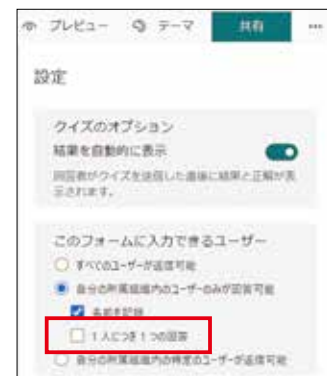 プレビュー テーマ 共有 ...
設定
クイズのオプション
結果を自動的に表示
回答者がクイズを送信した直後に結果と正解が表
示されます。
このフォームに入力できるユーザー
すべてのユーザーが返信可能
自分の所属組織内のユーザーのみが回答可能
名前を記録
1人につき1つの回答
自分の所属組織内の特定のユーザーが返信可能